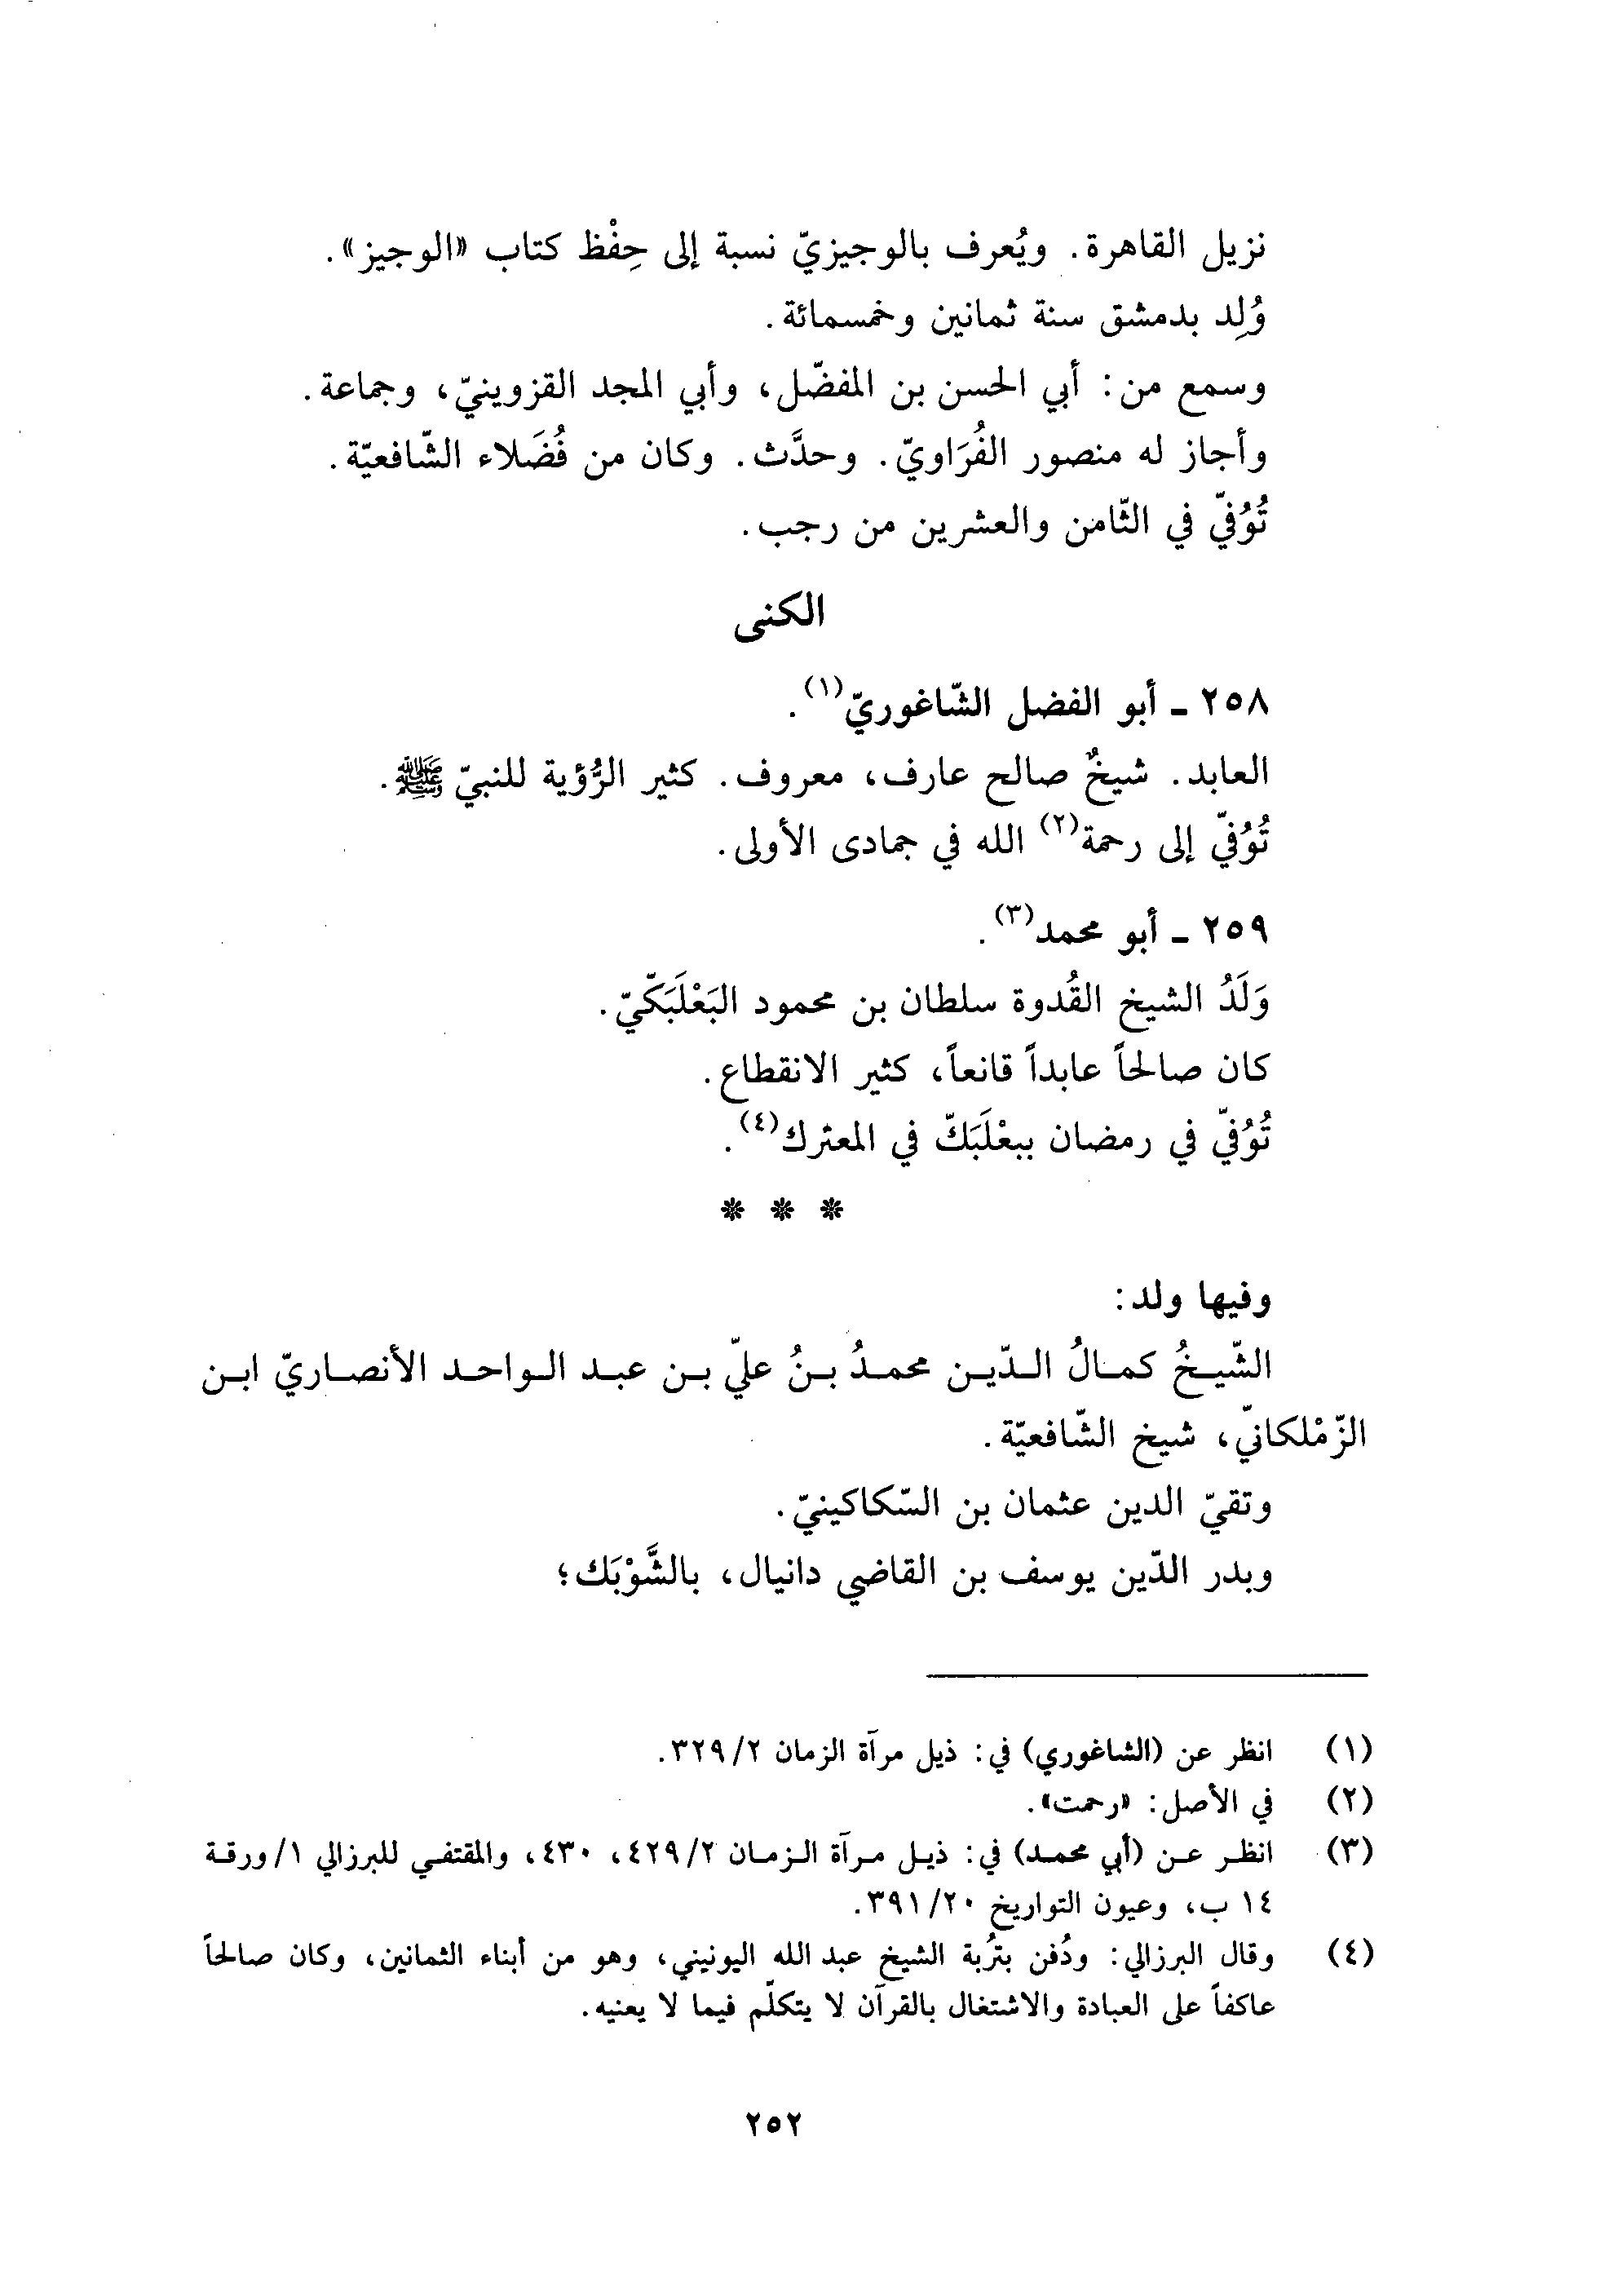 نزيل القاهرة. ويُعرف بالوجيزيّ نسبة إلى حِفْظ كتاب «الوجيز».
وُلِد بدمشق سنة ثمانين وخمسمائة.
وسمع من: أبي الحسن بن المفضّل، وأبي المجد القزوينيّ، وجماعة.
وأجاز له منصور الفُرَاويّ. وحدَّث. وكان من فُضَلاء الشّافعيّة.
تُوُفّي في الثّامن والعشرين من رجب.
الكنى
٢٥٨ ـ أبو الفضل الشّاغوريّ(١).
العابد. شيخٌ صالح عارف، معروف. كثير الرُّؤية للنبيّ ﷺ.
تُوُفّي إلى رحمة(٢) الله في جمادى الأولى.
٢٥٩ ـ أبو محمد(٣).
وَلَدُ الشيخ القُدوة سلطان بن محمود البَعْلَبَكّيّ.
كان صالحاً عابداً قانعاً، كثير الانقطاع.
تُوُفّي في رمضان ببعْلَبَكّ في المعترك(٤).
* * *
وفيها ولد:
الشّيخُ كمالُ الدّين محمدُ بنُ عليّ بن عبد الواحد الأنصاريّ ابن
الزّمْلكانيّ، شيخ الشّافعيّة.
وتقيّ الدين عثمان بن السّكاكينيّ.
وبدر الدّين يوسف بن القاضي دانيال، بالشَّوْبَك؛
(١) انظر عن (الشاغوري) في: ذيل مرآة الزمان ٣٢٩/٢.
(٢) في الأصل: «رحمت».
(٣) انظر عن (أبي محمد) في: ذيل مرآة الزمان ٤٢٩/٢، ٤٣٠، والمقتفي للبرزالي ١/ورقة
١٤ ب، وعيون التواريخ ٣٩١/٢٠.
(٤) وقال البرزالي: ودُفن بتُربة الشيخ عبد الله اليونيني، وهو من أبناء الثمانين، وكان صالحاً
عاكفاً على العبادة والاشتغال بالقرآن لا يتكلّم فيما لا يعنيه.
٢٥٢